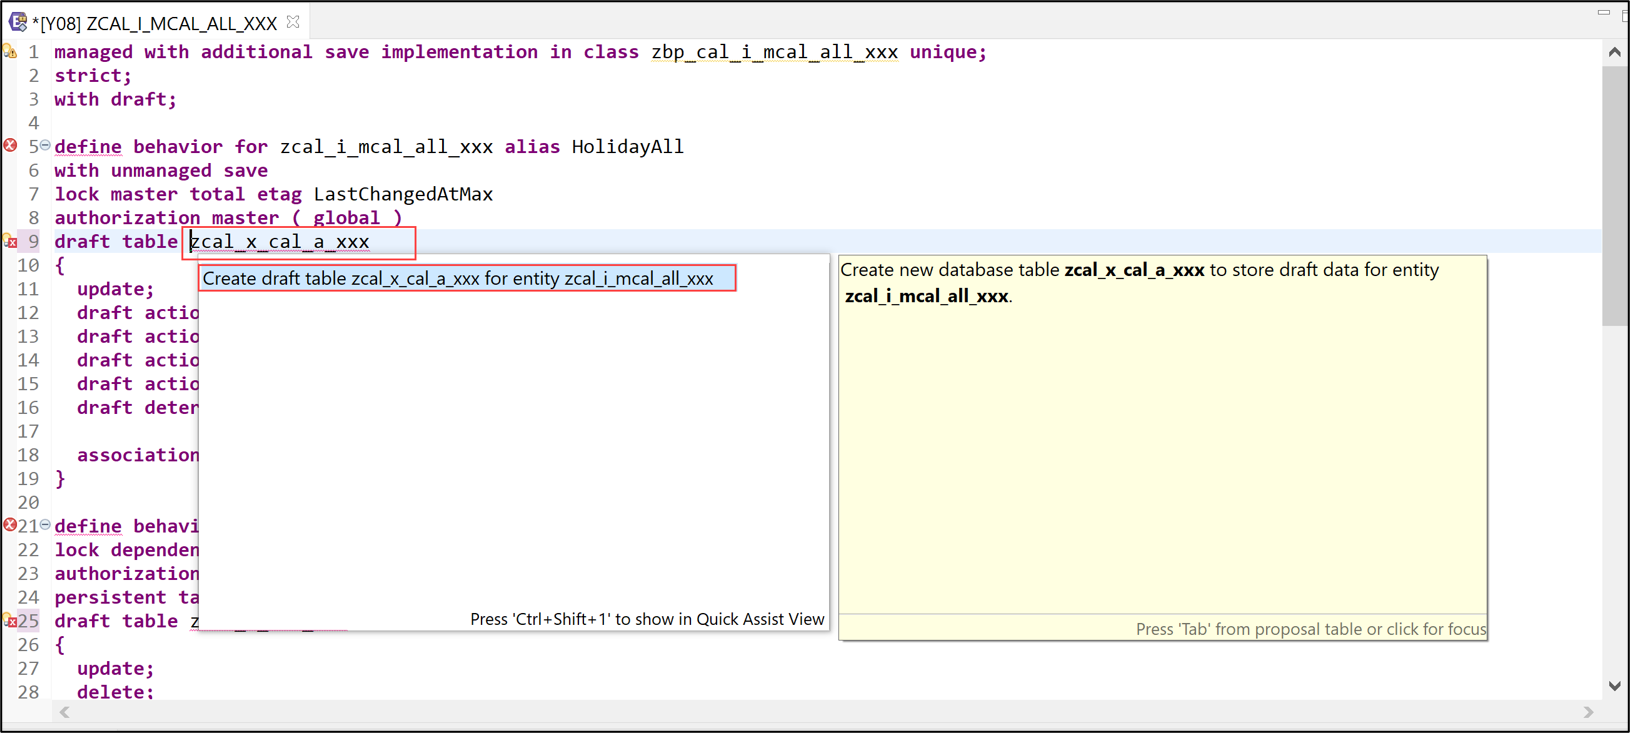 *[Y08] ZCAL_I_MCAL_ALL_XXX
1 managed with additional save implementation in class zbp_cal_i_mcal_all_xxx unique;
2 strict;
3 with draft;
4
5 define behavior for zcal_i_mcal_all_xxx alias HolidayAll
6 with unmanaged save
7 lock master total etag LastChangedAtMax
8 authorization master ( global )
9 draft table zcal_x_cal_a_xxx
10 {
11 update;
12 draft actio
13 draft actio
14 draft actio
15 draft actio
16 draft deter
17
18 association
19 }
20
21 define behavi
22 lock dependen
23 authorization
24 persistent ta
25 draft table z
26 {
27 update;
28 delete;
Create draft table zcal_x_cal_a_xxx for entity zcal_i_mcal_all_xxx
Press 'Ctrl+Shift+1' to show in Quick Assist View
Create new database table zcal_x_cal_a_xxx to store draft data for entity
zcal_i_mcal_all_xxx.
Press 'Tab' from proposal table or click for focus